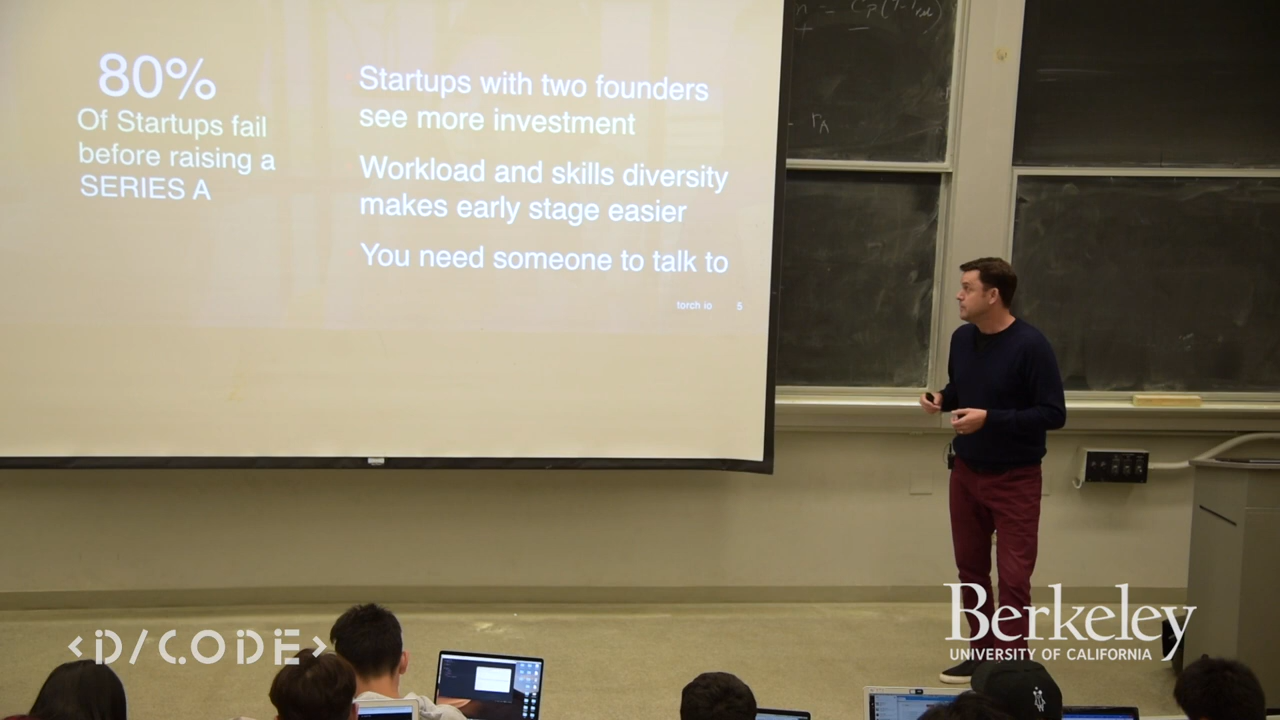 80%
Of Startups fail
before raising a
SERIES A
Startups with two founders
see more investment
Workload and skills diversity
makes early stage easier
You need someone to talk to
torch io 5
rA
<D/CODE>
Berkeley
UNIVERSITY OF CALIFORNIA